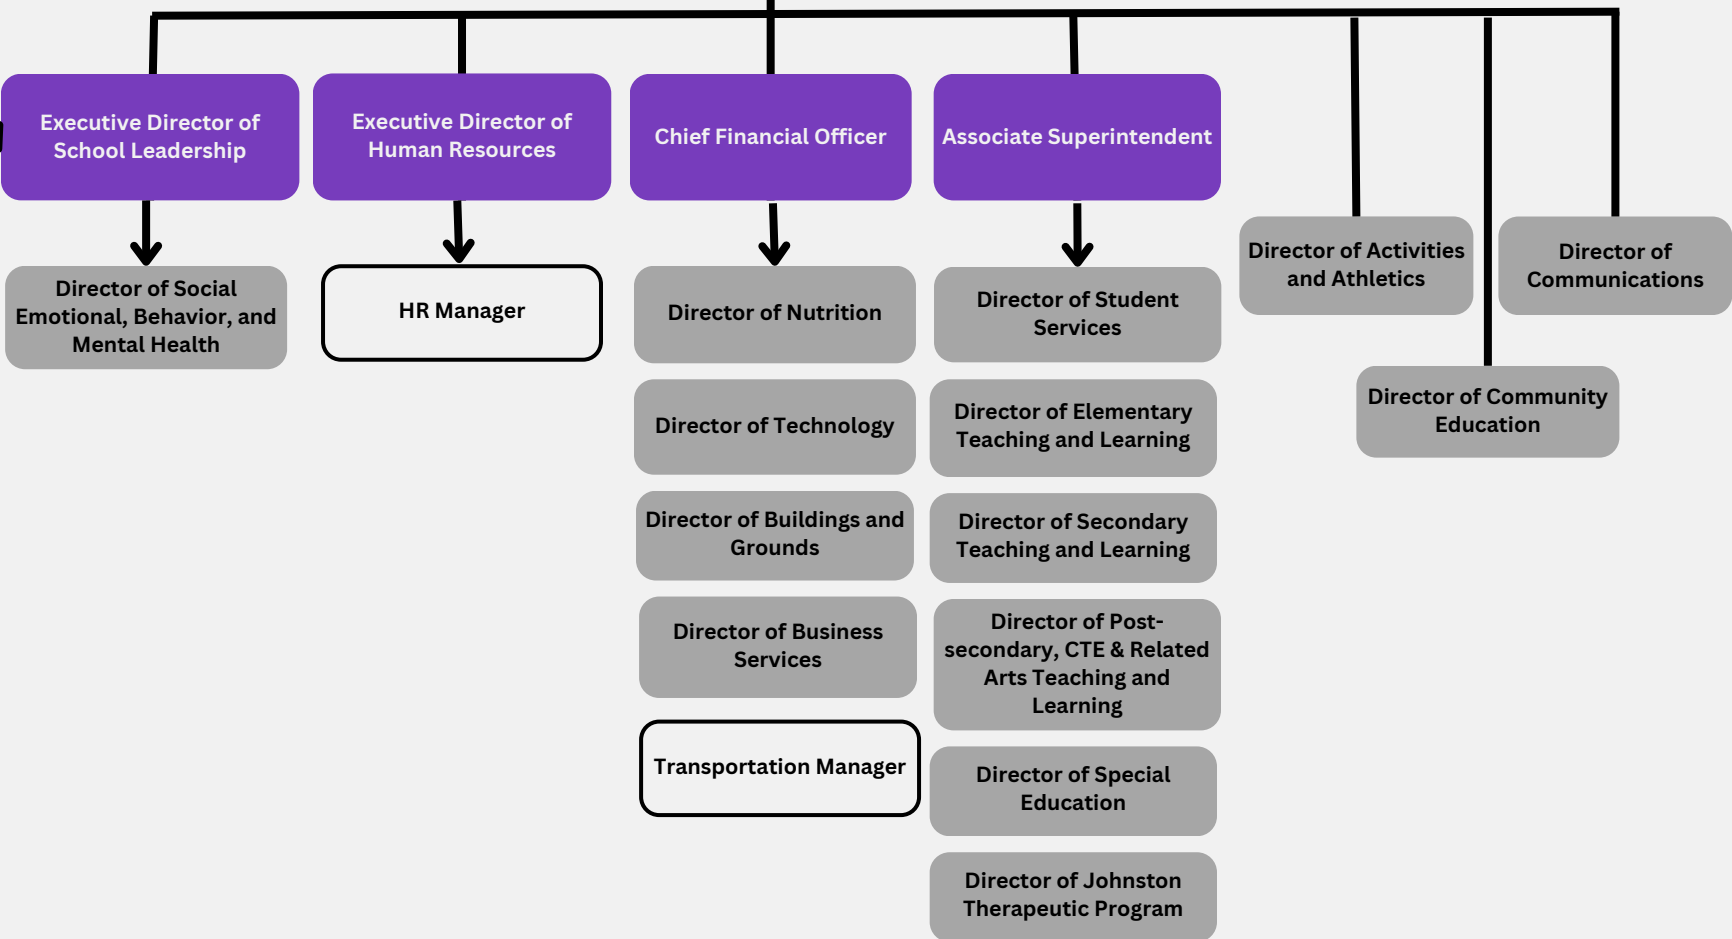 Executive Director of
School Leadership
Executive Director of
Human Resources
Chief Financial Officer
Associate Superintendent
Director of Activities
and Athletics
Director of
Communications
Director of Community
Education
Director of Social
Emotional, Behavior, and
Mental Health
HR Manager
Director of Nutrition
Director of Technology
Director of Buildings and
Grounds
Director of Business
Services
Transportation Manager
Director of Student
Services
Director of Elementary
Teaching and Learning
Director of Secondary
Teaching and Learning
Director of Post-
secondary, CTE & Related
Arts Teaching and
Learning
Director of Special
Education
Director of Johnston
Therapeutic Program